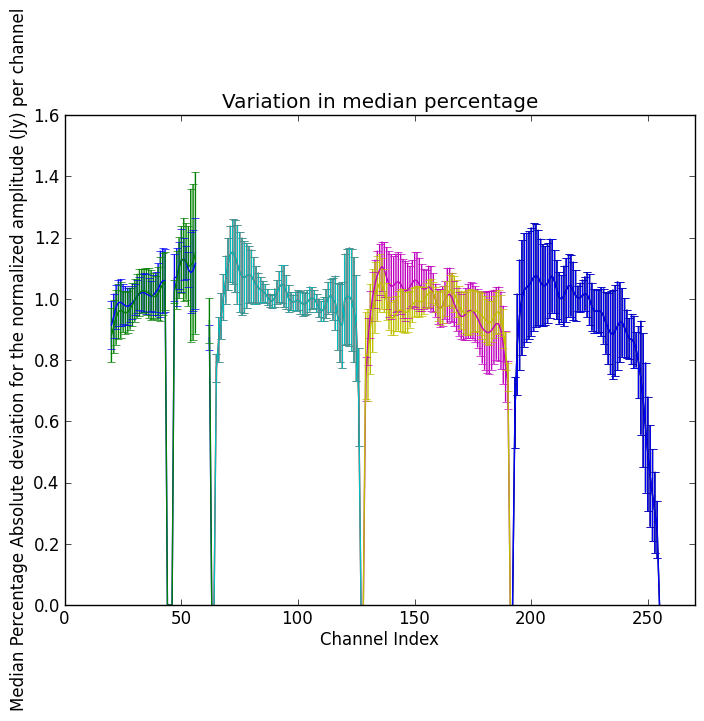 Variation in median percentage
Median Percentage Absolute deviation for the normalized amplitude (Jy) per channel
1.6
1.4
1.2
1.0
0.8
0.6
0.4
0.2
0.0
0 50 100 150 200 250
Channel Index